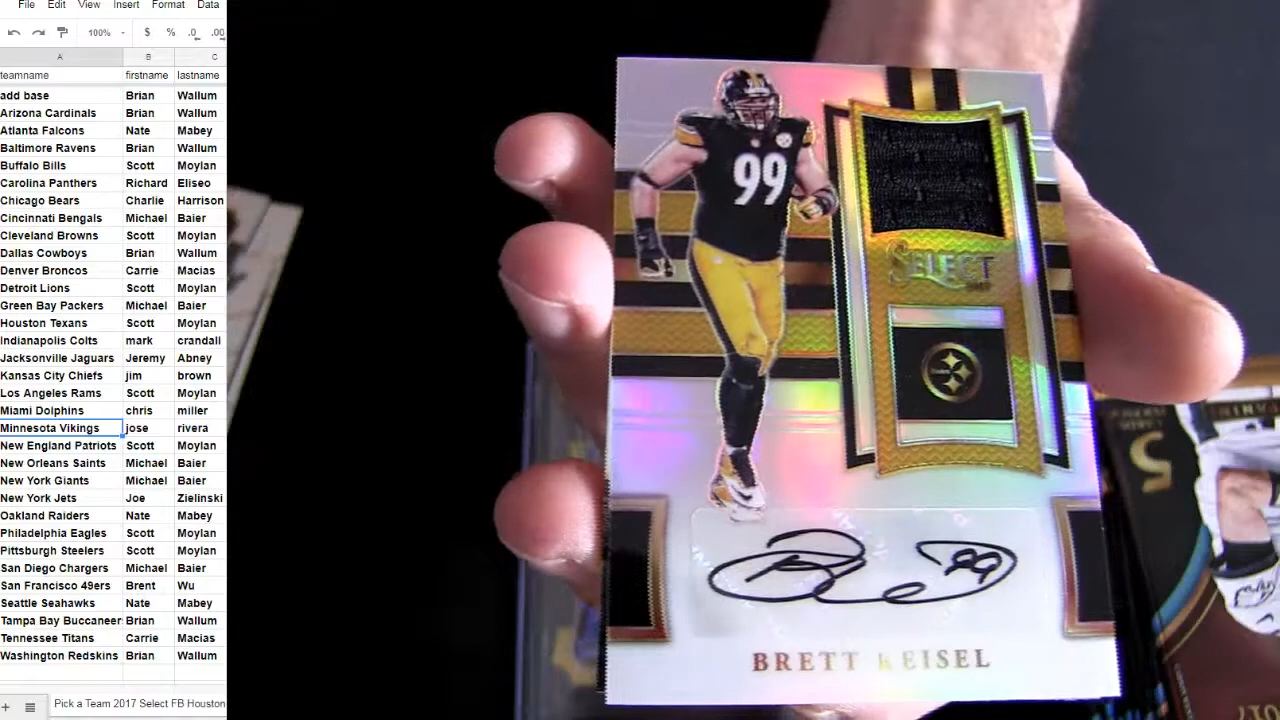 File Edit View Insert Format Data
100% $ % .0 .00
A B C
teamname firstname lastname
add base Brian Wallum
Arizona Cardinals Brian Wallum
Atlanta Falcons Nate Mabey
Baltimore Ravens Brian Wallum
Buffalo Bills Scott Moylan
Carolina Panthers Richard Eliseo
Chicago Bears Charlie Harrison
Cincinnati Bengals Michael Baier
Cleveland Browns Scott Moylan
Dallas Cowboys Brian Wallum
Denver Broncos Carrie Macias
Detroit Lions Scott Moylan
Green Bay Packers Michael Baier
Houston Texans Scott Moylan
Indianapolis Colts mark crandall
Jacksonville Jaguars Jeremy Abney
Kansas City Chiefs jim brown
Los Angeles Rams Scott Moylan
Miami Dolphins chris miller
Minnesota Vikings jose rivera
New England Patriots Scott Moylan
New Orleans Saints Michael Baier
New York Giants Michael Baier
New York Jets Joe Zielinski
Oakland Raiders Nate Mabey
Philadelphia Eagles Scott Moylan
Pittsburgh Steelers Scott Moylan
San Diego Chargers Michael Baier
San Francisco 49ers Brent Wu
Seattle Seahawks Nate Mabey
Tampa Bay Buccaneer Brian Wallum
Tennessee Titans Carrie Macias
Washington Redskins Brian Wallum
Pick a Team 2017 Select FB Houston
99
SELECT
99
BRETT KEISEL
5